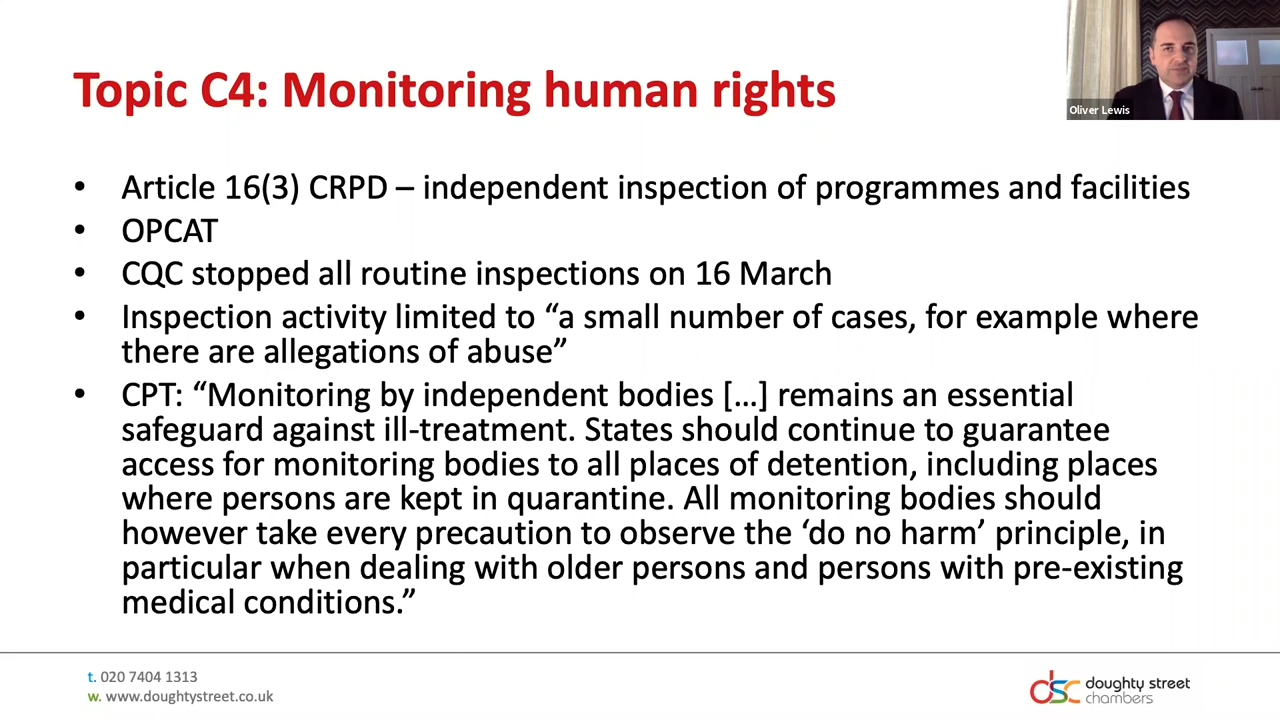 Topic C4: Monitoring human rights
Oliver Lewis
• Article 16(3) CRPD – independent inspection of programmes and facilities
• OPCAT
• CQC stopped all routine inspections on 16 March
• Inspection activity limited to “a small number of cases, for example where
there are allegations of abuse”
• CPT: “Monitoring by independent bodies […] remains an essential
safeguard against ill-treatment. States should continue to guarantee
access for monitoring bodies to all places of detention, including places
where persons are kept in quarantine. All monitoring bodies should
however take every precaution to observe the ‘do no harm’ principle, in
particular when dealing with older persons and persons with pre-existing
medical conditions.”
t. 020 7404 1313
w. www.doughtystreet.co.uk
dsc doughty street
chambers